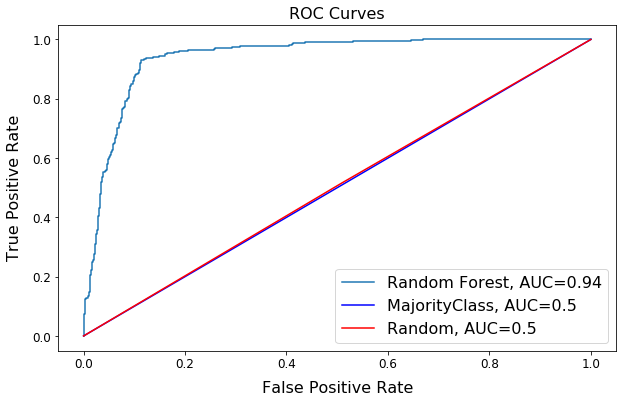 ROC Curves
True Positive Rate
1.0
0.8
0.6
0.4
0.2
0.0
Random Forest, AUC=0.94
MajorityClass, AUC=0.5
Random, AUC=0.5
0.0 0.2 0.4 0.6 0.8 1.0
False Positive Rate